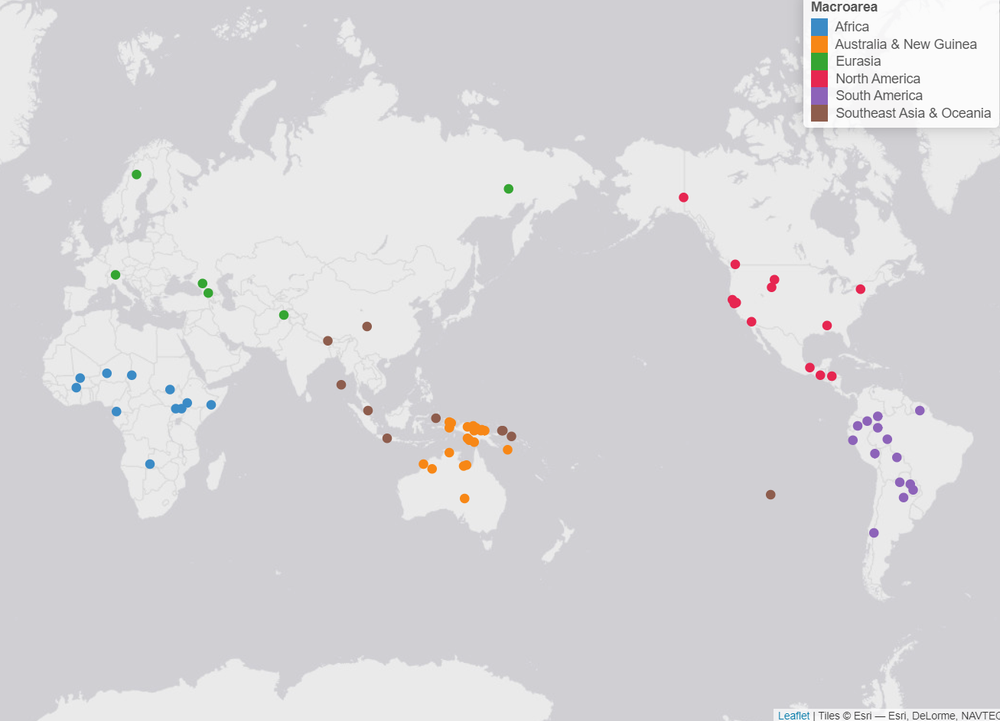 Macroarea
Africa
Australia & New Guinea
Eurasia
North America
South America
Southeast Asia & Oceania
Leaflet | Tiles © Esri — Esri, DeLorme, NAVTEC